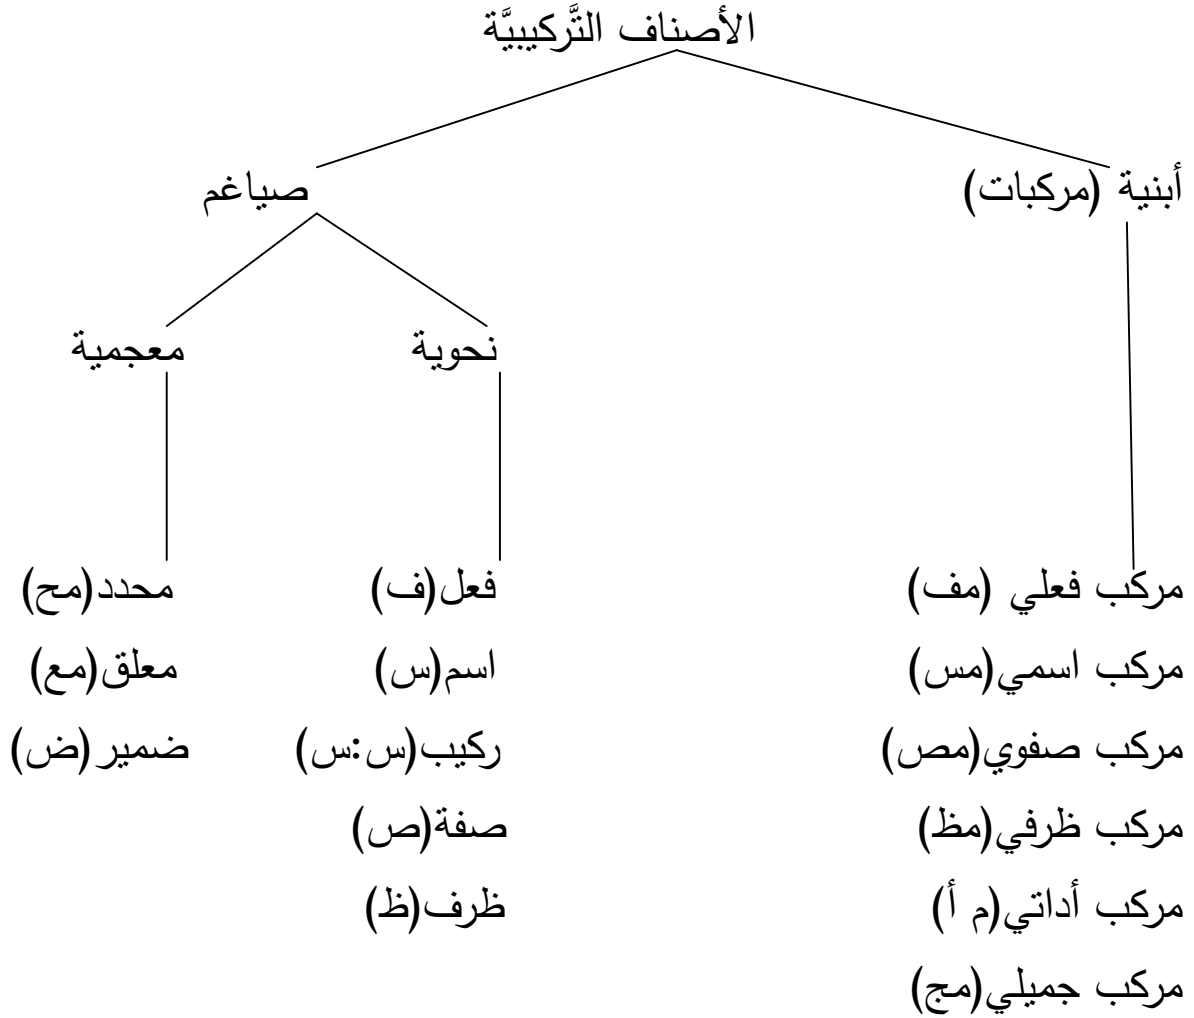 الأصناف التَّركيبيَّة
أبنية (مركبات)
صياغم
نحوية
معجمية
مركب فعلي (مف)
مركب اسمي(مس)
مركب صفوي(مص)
مركب ظرفي(مظ)
مركب أداتي(م أ)
مركب جميلي(مج)
فعل(ف)
اسم(س)
ركيب(س:س)
صفة(ص)
ظرف(ظ)
محدد(مح)
معلق(مع)
ضمير(ض)